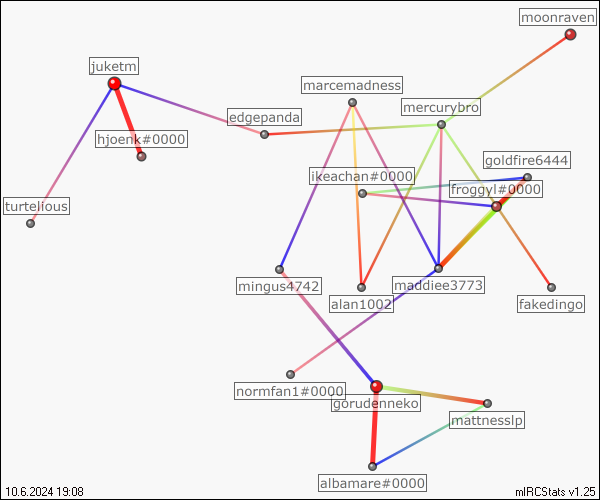 moonraven
juketm
marcemadness
mercurybro
edgepanda
hjoenk#0000
goldfire6444
ikeachan#0000
froggyl#0000
turtelious
mingus4742
maddiee3773
alan1002
fakedingo
normfan1#0000
gorudenneko
mattnesslp
albamare#0000
10.6.2024 19:08
mIRCStats v1.25